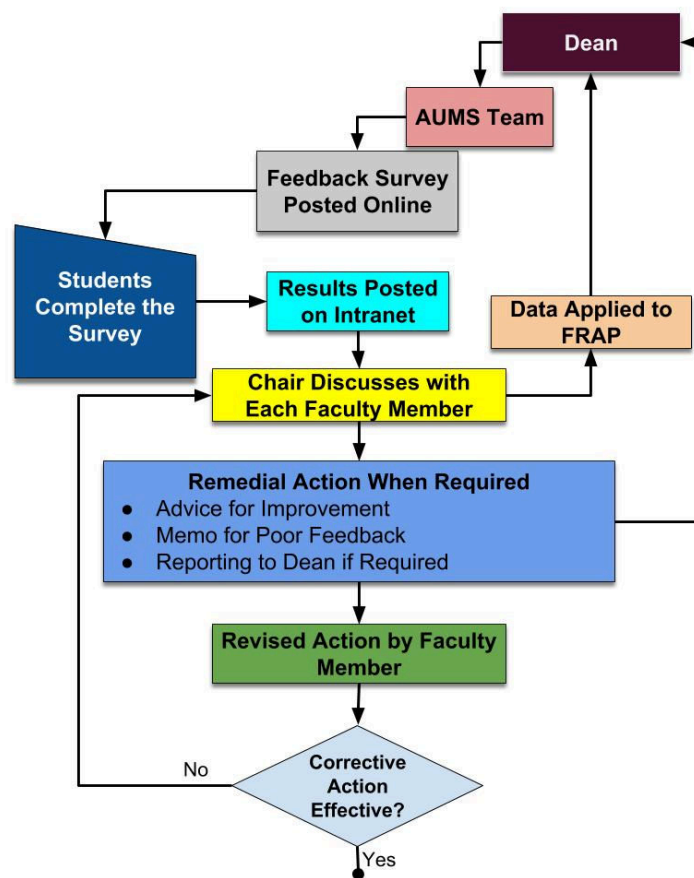 Dean
AUMS Team
Feedback Survey
Posted Online
Students
Complete the
Survey
Results Posted
on Intranet
Data Applied to
FRAP
Chair Discusses with
Each Faculty Member
Remedial Action When Required
● Advice for Improvement
● Memo for Poor Feedback
● Reporting to Dean if Required
Revised Action by Faculty
Member
Corrective
Action
Effective?
No
Yes